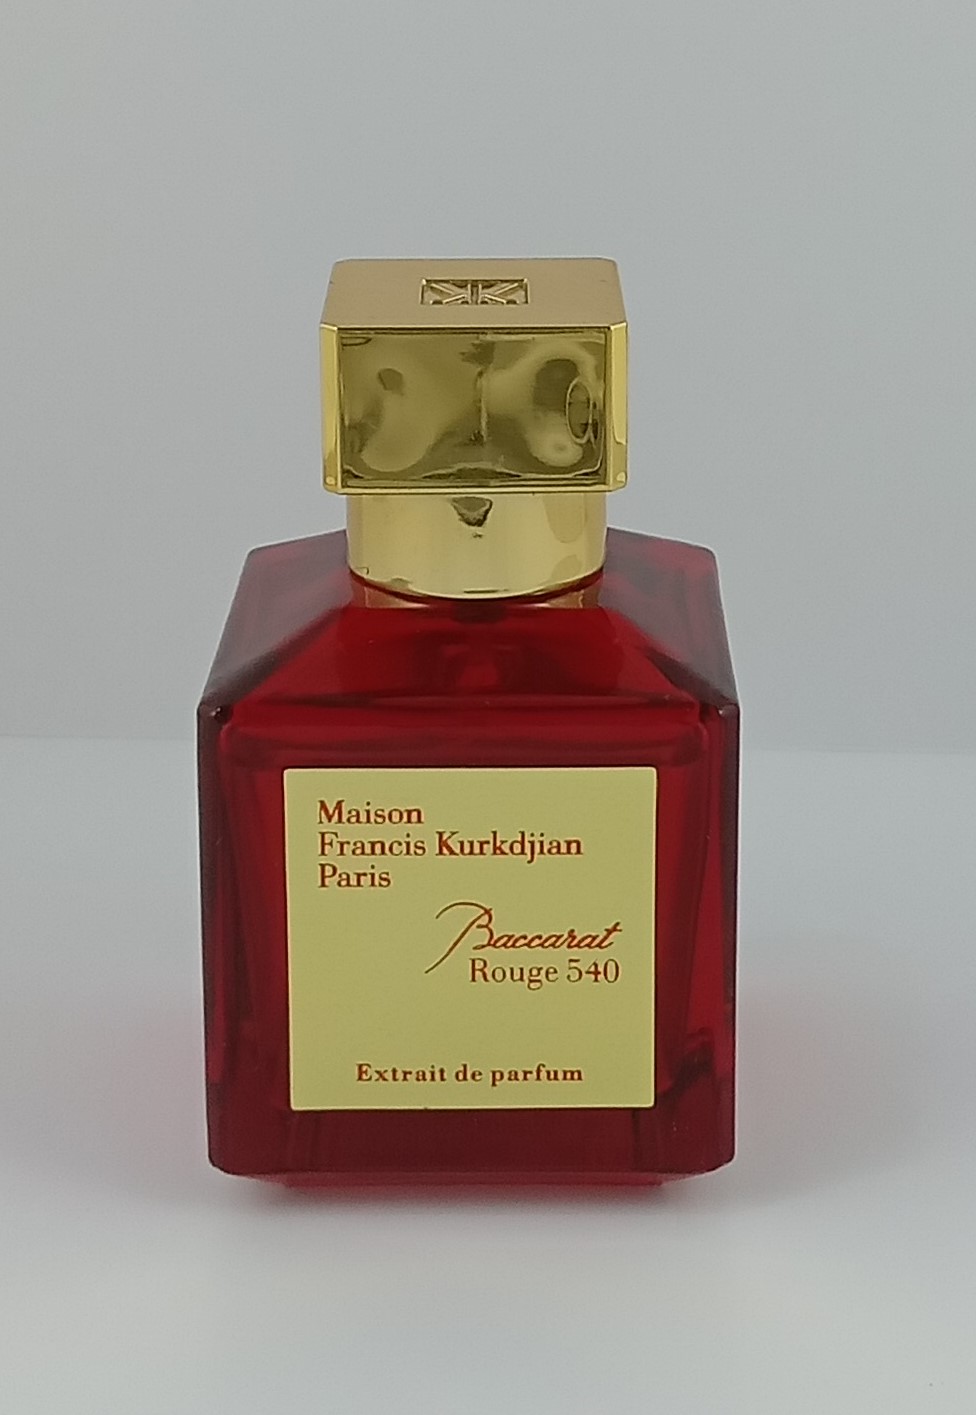 Maison
Francis Kurkdjian
Paris
Baccarat
Rouge 540
Extrait de parfum